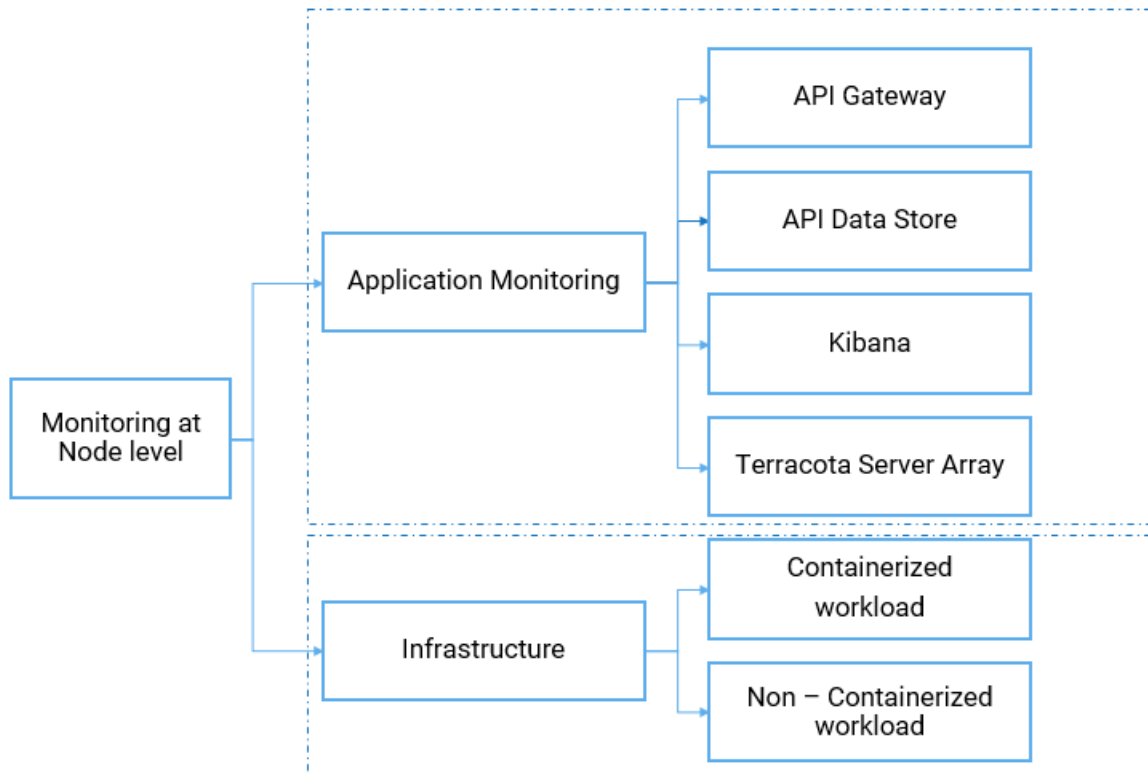 API Gateway
API Data Store
Application Monitoring
Kibana
Monitoring at
Node level
Terracota Server Array
Containerized
workload
Infrastructure
Non – Containerized
workload